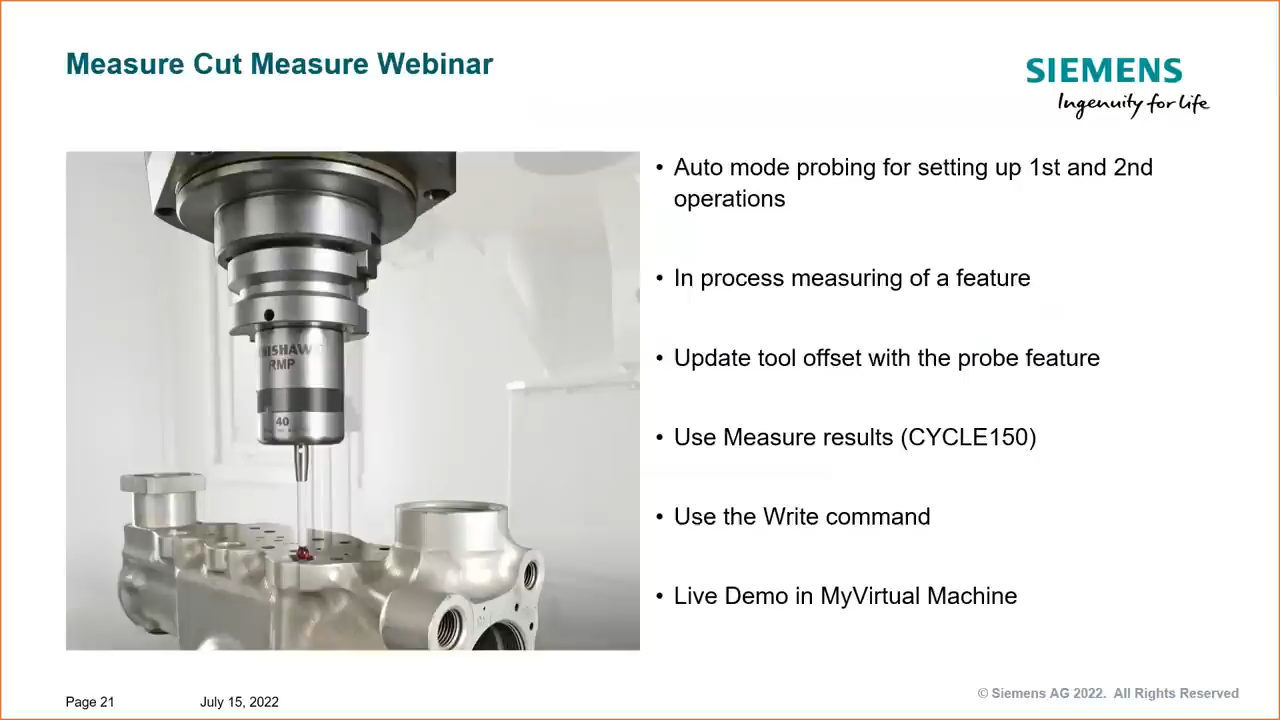 Measure Cut Measure Webinar
SIEMENS
Ingenuity for life
• Auto mode probing for setting up 1st and 2nd
operations
• In process measuring of a feature
• Update tool offset with the probe feature
• Use Measure results (CYCLE150)
• Use the Write command
• Live Demo in MyVirtual Machine
NISHAW
RMP
40
Page 21
July 15, 2022
© Siemens AG 2022. All Rights Reserved